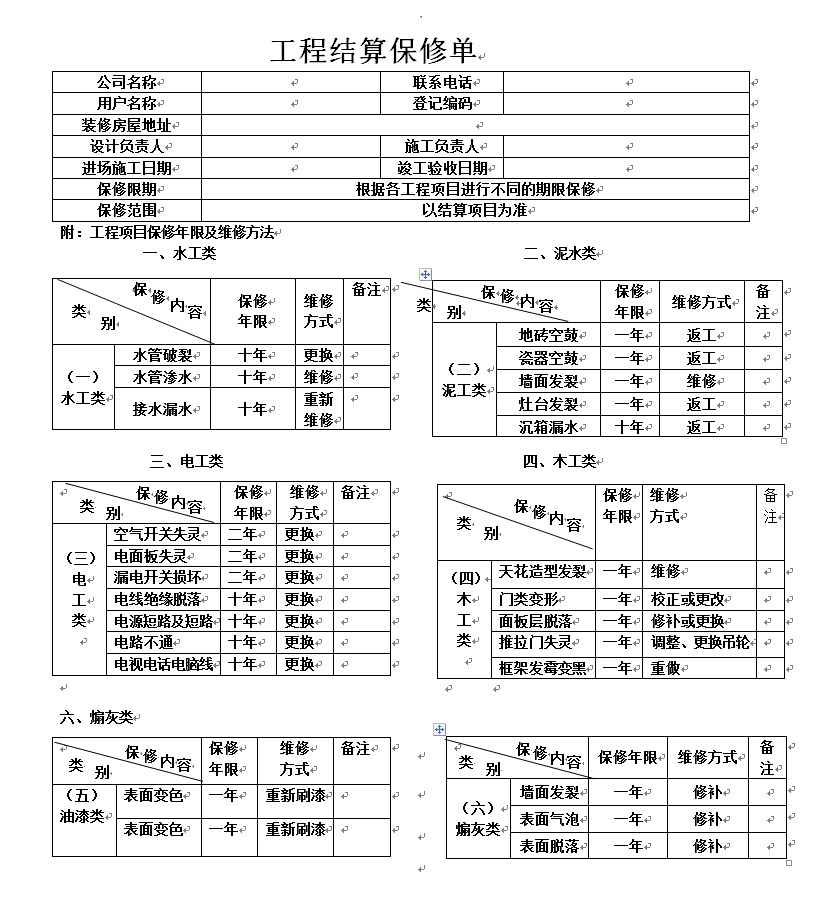 工程结算保修单
公司名称 联系电话
用户名称 登记编码
装修房屋地址
设计负责人 施工负责人
进场施工日期 竣工验收日期
保修限期 根据各工程项目进行不同的期限保修
保修范围 以结算项目为准
附：工程项目保修年限及维修方法
一、水工类
保修内容
类别
保修年限 维修方式 备注
（一）水工类
水管破裂 十年 更换
水管渗水 十年 维修
接水漏水 十年 重新维修
二、泥水类
保修内容
类别
保修年限 维修方式 备注
（二）泥工类
地砖空鼓 一年 返工
瓷器空鼓 一年 返工
墙面发裂 一年 维修
灶台发裂 一年 返工
沉箱漏水 十年 返工
三、电工类
保修内容
类别
保修年限 维修方式 备注
（三）电工类
空气开关失灵 二年 更换
电面板失灵 二年 更换
漏电开关损坏 二年 更换
电线绝缘脱落 十年 更换
电源短路及短路 十年 更换
电路不通 十年 更换
电视电话电脑线 十年 更换
四、木工类
保修内容
类别
保修年限 维修方式 备注
（四）木工类
天花造型发裂 一年 维修
门类变形 一年 校正或更改
面板层脱落 一年 修补或更换
推拉门失灵 一年 调整、更换吊轮
框架发霉变黑 一年 重做
六、煽灰类
保修内容
类别
保修年限 维修方式 备注
（五）油漆类
表面变色 一年 重新刷漆
表面变色 一年 重新刷漆
保修内容
类别
保修年限 维修方式 备注
（六）煽灰类
墙面发裂 一年 修补
表面气泡 一年 修补
表面脱落 一年 修补